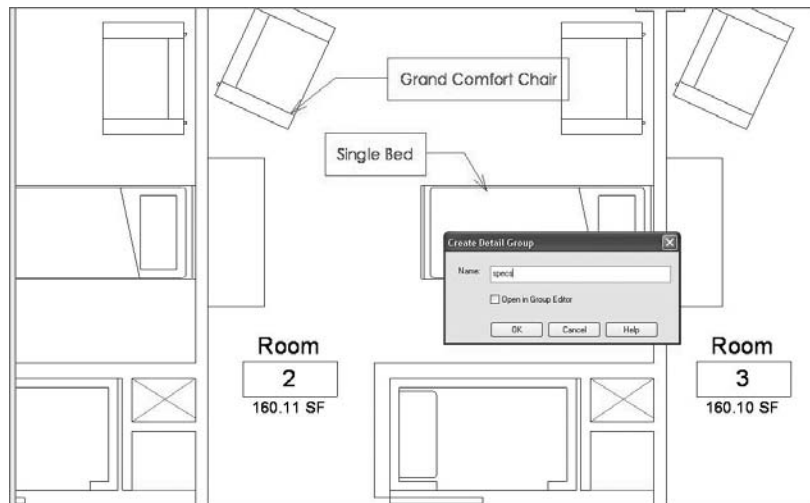 Grand Comfort Chair
Single Bed
Create Detail Group
Name:
specs
Open in Group Editor
OK
Cancel
Help
Room
2
160.11 SF
Room
3
160.10 SF